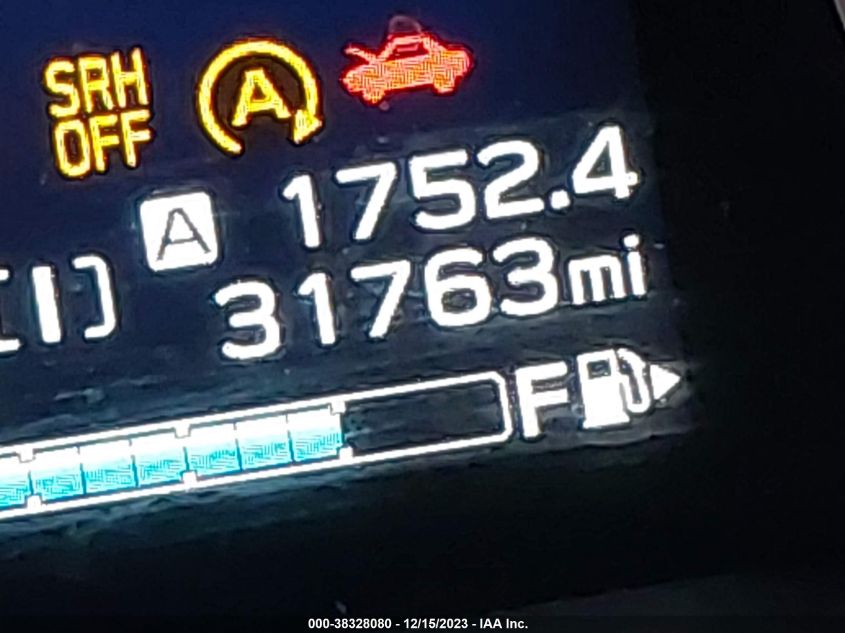 SRH
OFF
A
A 1752.4
31763mi
F
000-38328080 - 12/15/2023 - IAA Inc.